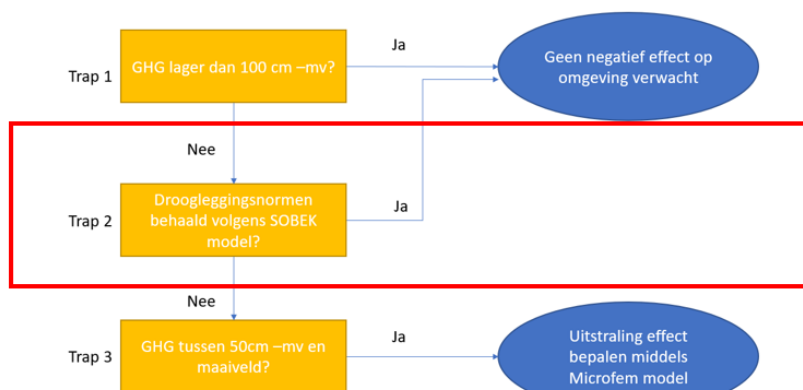 Trap 1
GHG lager dan 100 cm –mv?
Ja
Geen negatief effect op
omgeving verwacht
Nee
Trap 2
Droogleggingsnormen
behaald volgens SOBEK
model?
Ja
Nee
Trap 3
GHG tussen 50cm –mv en
maaiveld?
Ja
Uitstraling effect
bepalen middels
Microfem model